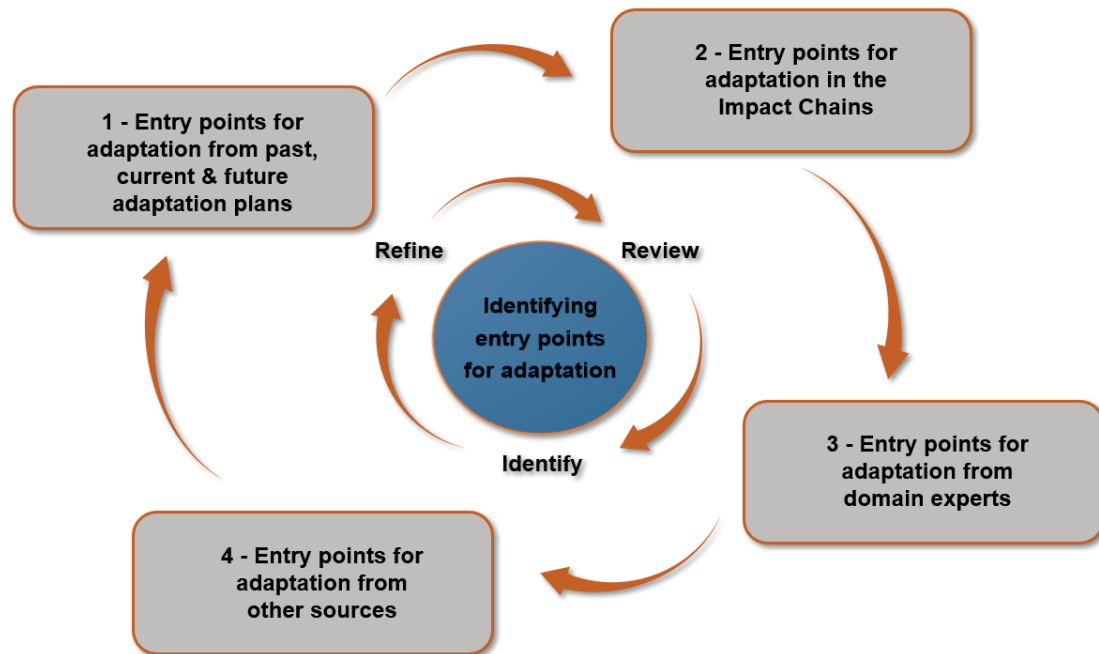 1 - Entry points for
adaptation from past,
current & future
adaptation plans
2 - Entry points for
adaptation in the
Impact Chains
Refine
Review
Identifying
entry points
for adaptation
Identify
3 - Entry points for
adaptation from
domain experts
4 - Entry points for
adaptation from
other sources